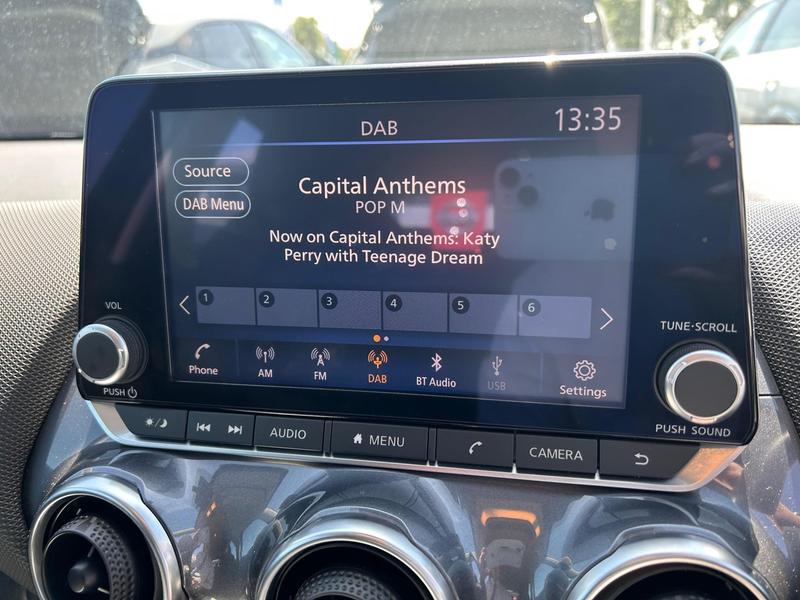 DAB
13:35
Source
DAB Menu
Capital Anthems
POP M
Now on Capital Anthems: Katy
Perry with Teenage Dream
1 2 3 4 5 6
Phone AM FM DAB BT Audio USB Settings
VOL
PUSH
TUNE·SCROLL
PUSH SOUND
AUDIO MENU CAMERA